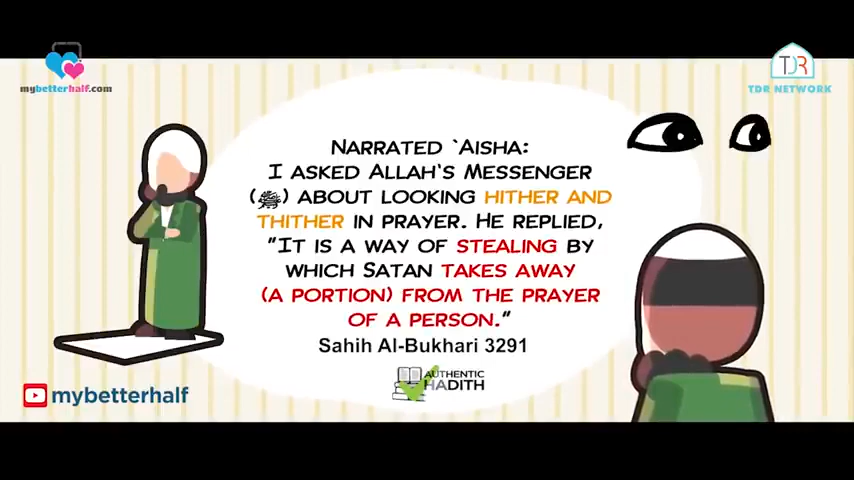 mybetterhalf.com
TDR
TDR NETWORK
NARRATED `AISHA:
I ASKED ALLAH'S MESSENGER
(ﷺ) ABOUT LOOKING HITHER AND
THITHER IN PRAYER. HE REPLIED,
"IT IS A WAY OF STEALING BY
WHICH SATAN TAKES AWAY
(A PORTION) FROM THE PRAYER
OF A PERSON."
Sahih Al-Bukhari 3291
AUTHENTIC
HADITH
mybetterhalf